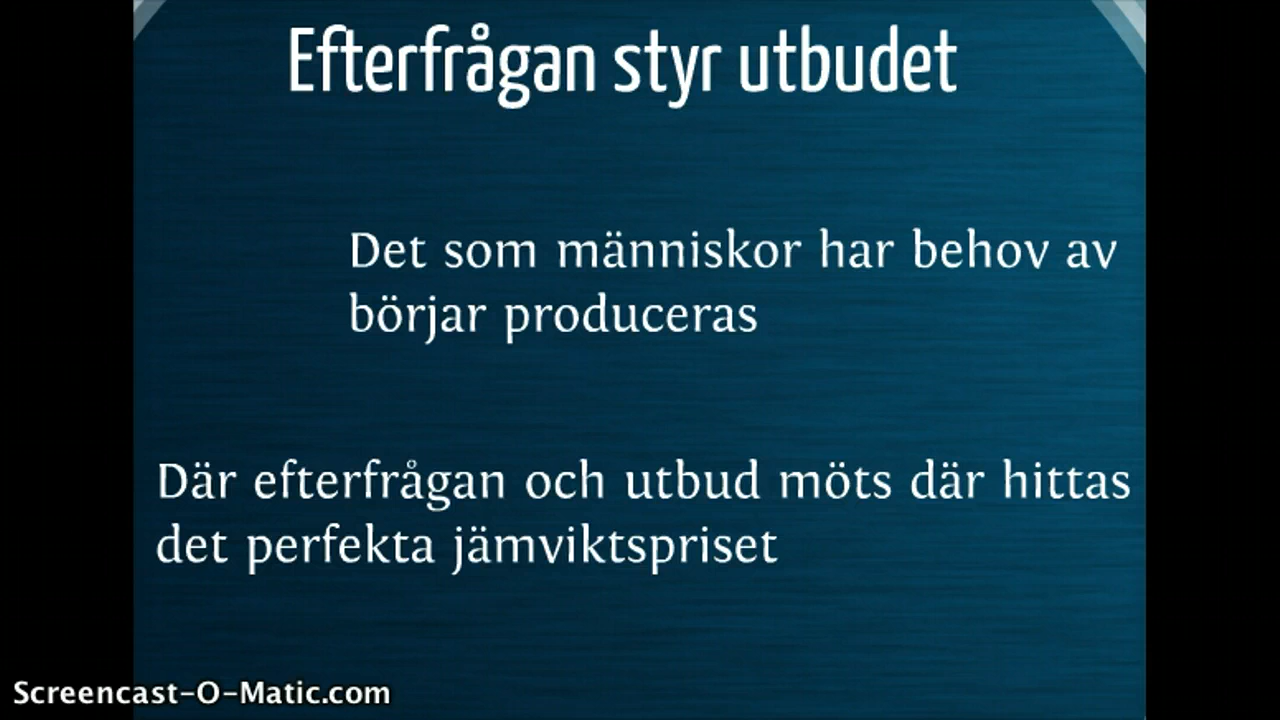 Efterfrågan styr utbudet
Det som människor har behov av
börjar produceras
Där efterfrågan och utbud möts där hittas
det perfekta jämviktspriset
Screencast-O-Matic.com